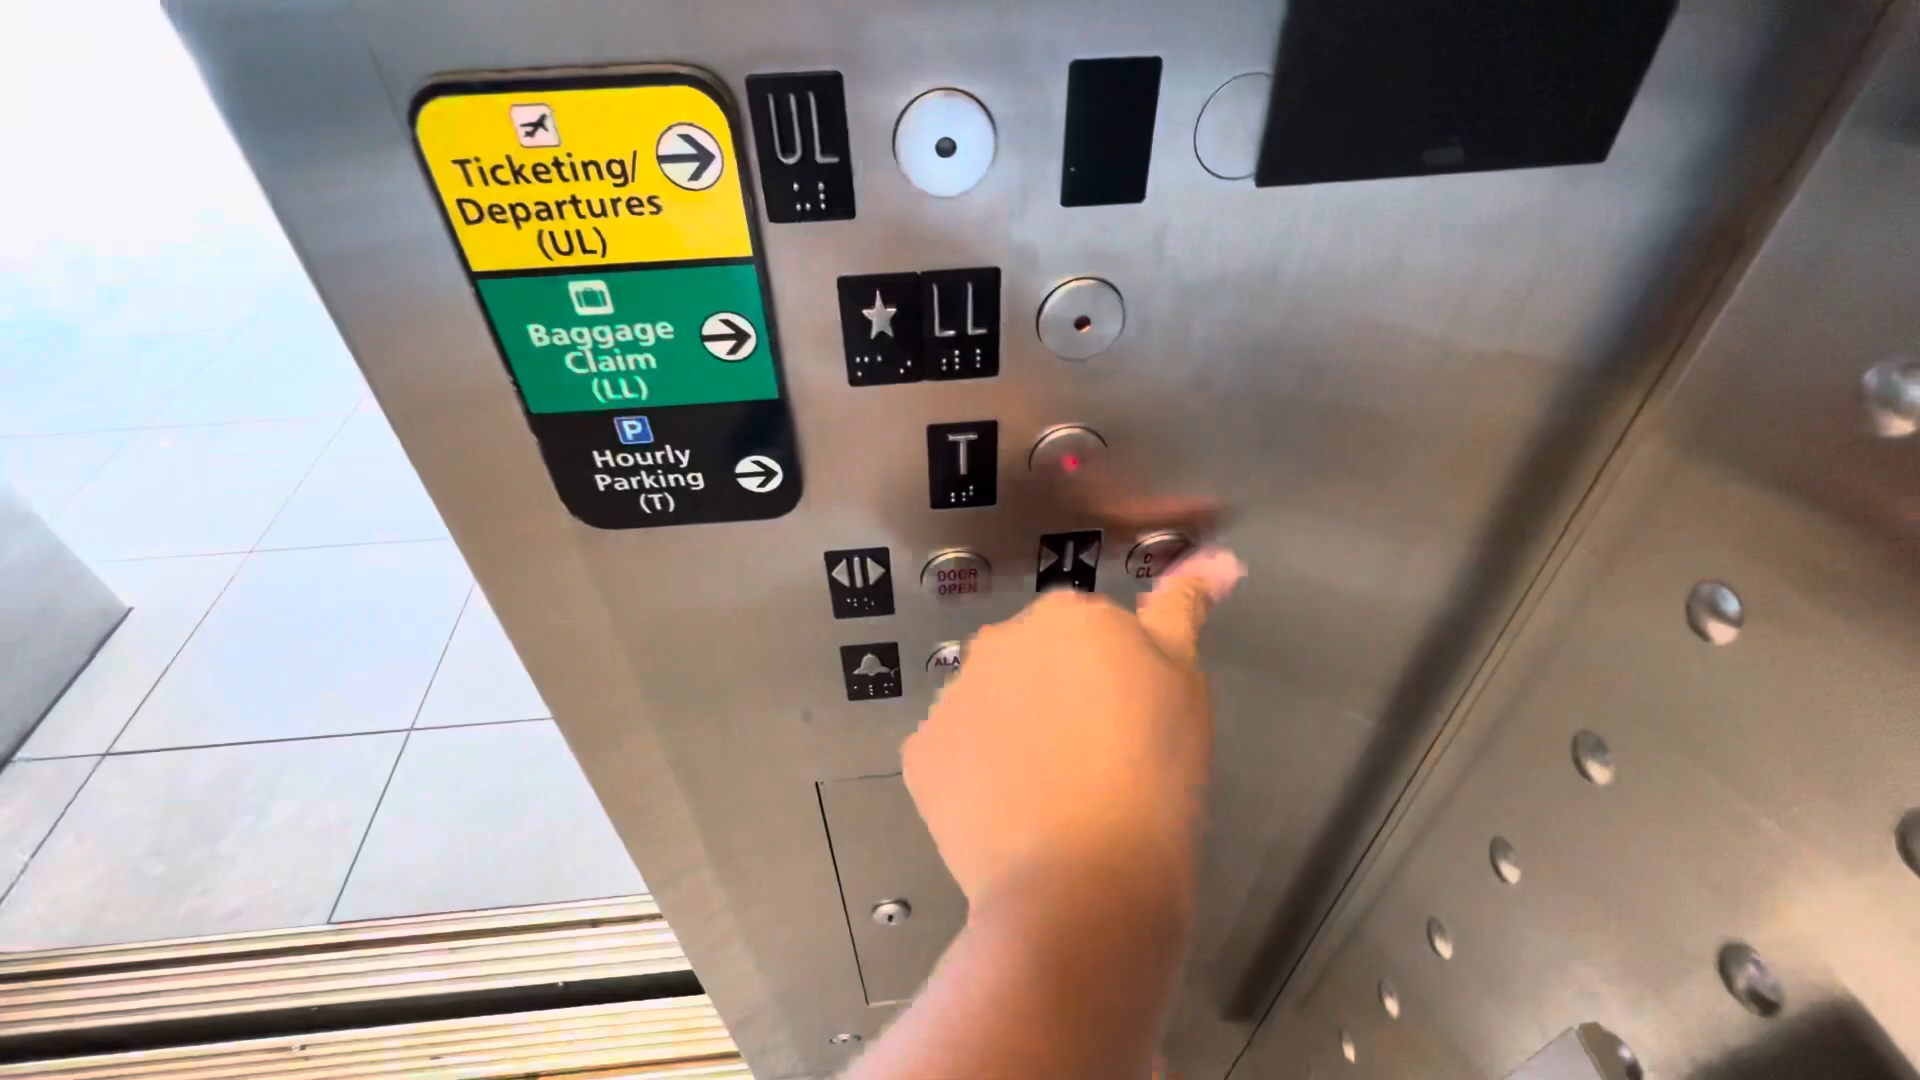 Ticketing/
Departures
(UL)
UL
Baggage
Claim
(LL)
LL
P
Hourly
Parking
(T)
T
DOOR
OPEN